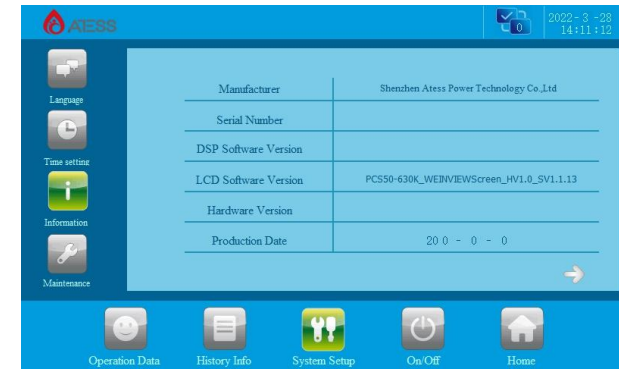 ATESS
0
2022-3-28
14:11:12
Language
Time setting
Information
Maintenance
Manufacturer Shenzhen Atess Power Technology Co.,Ltd
Serial Number
DSP Software Version
LCD Software Version PCS50-630K_WEINVIEWScreen_HV1.0_SV1.1.13
Hardware Version
Production Date 20 0 - 0 - 0
Operation Data History Info System Setup On/Off Home